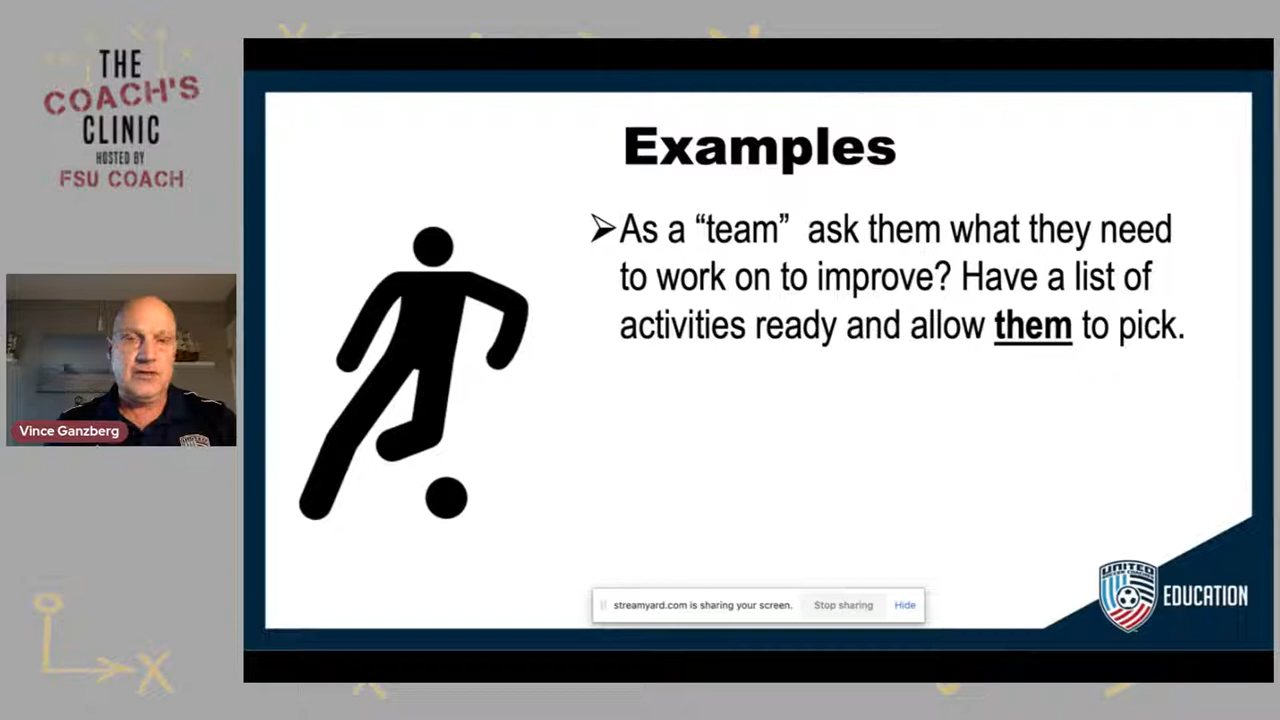 THE
COACH'S
CLINIC
HOSTED BY
FSU COACH
Examples
➢As a “team” ask them what they need
to work on to improve? Have a list of
activities ready and allow them to pick.
Vince Ganzberg
streamyard.com is sharing your screen. Stop sharing Hide
UNITED
EDUCATION